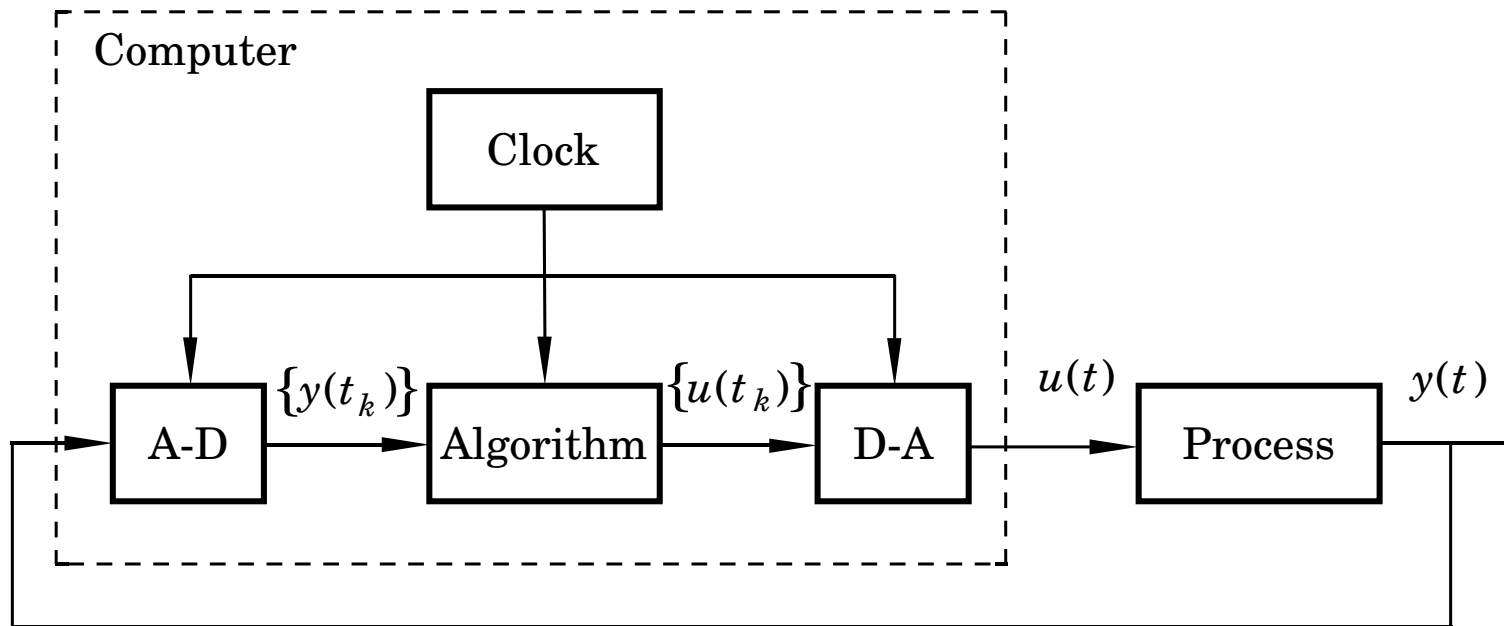 Computer
Clock
{y(t_k)} {u(t_k)} u(t) y(t)
A-D Algorithm D-A Process